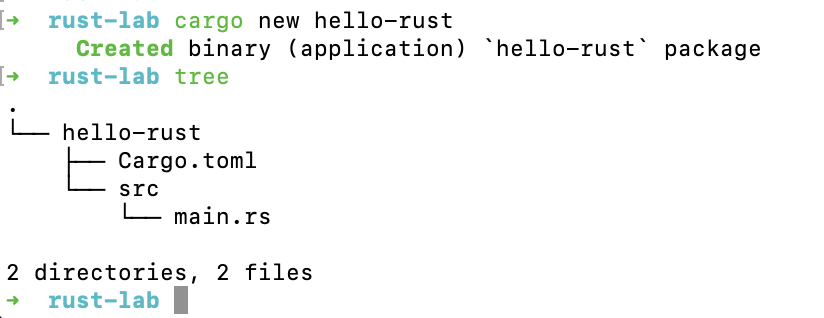 ➜  rust-lab cargo new hello-rust
     Created binary (application) `hello-rust` package
➜  rust-lab tree
.
└── hello-rust
    ├── Cargo.toml
    └── src
        └── main.rs

2 directories, 2 files
➜  rust-lab